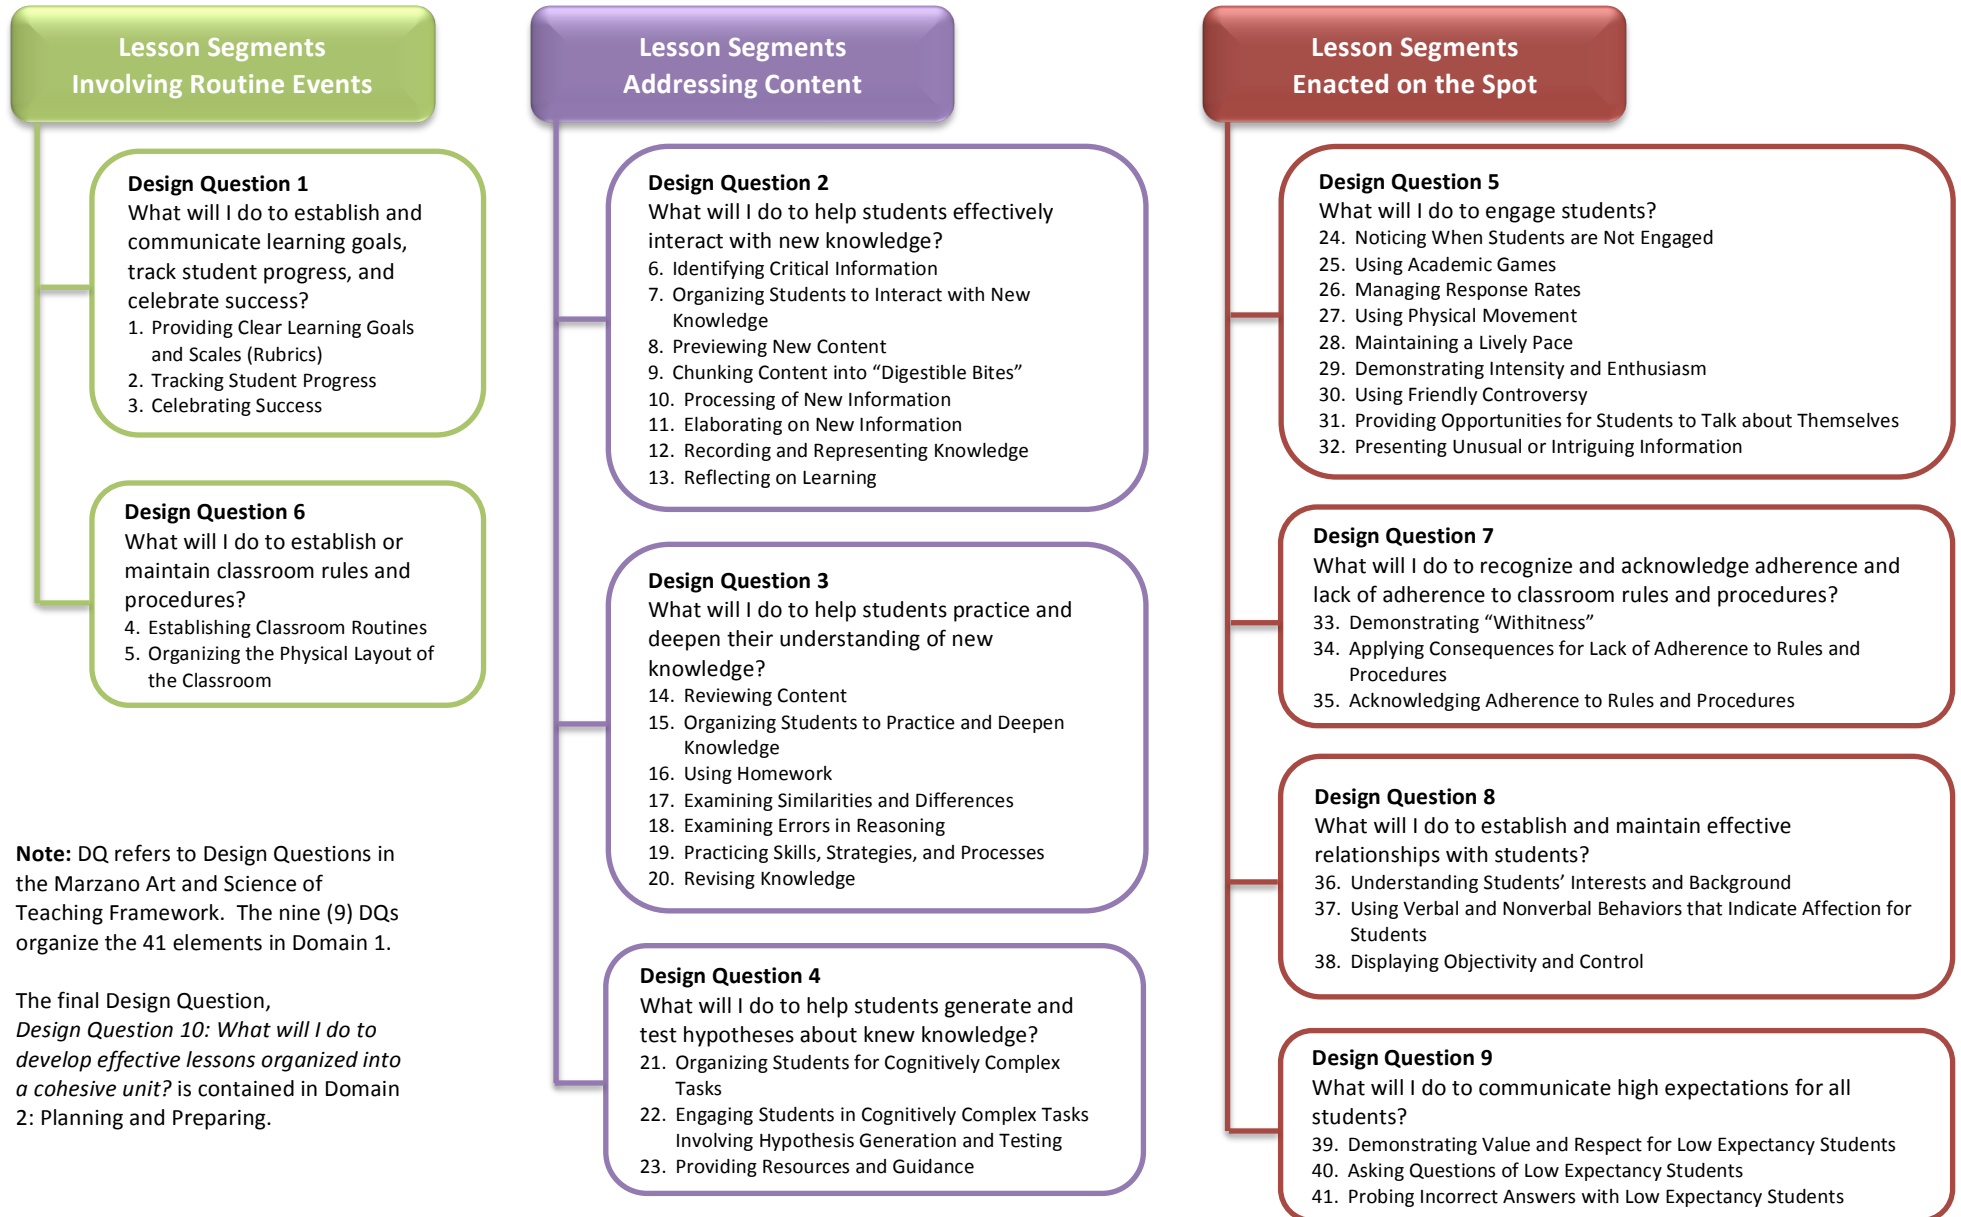 Lesson Segments
Involving Routine Events
Design Question 1
What will I do to establish and
communicate learning goals,
track student progress, and
celebrate success?
1. Providing Clear Learning Goals
and Scales (Rubrics)
2. Tracking Student Progress
3. Celebrating Success
Design Question 6
What will I do to establish or
maintain classroom rules and
procedures?
4. Establishing Classroom Routines
5. Organizing the Physical Layout of
the Classroom
Note: DQ refers to Design Questions in
the Marzano Art and Science of
Teaching Framework. The nine (9) DQs
organize the 41 elements in Domain 1.
The final Design Question,
Design Question 10: What will I do to
develop effective lessons organized into
a cohesive unit? is contained in Domain
2: Planning and Preparing.
Lesson Segments
Addressing Content
Design Question 2
What will I do to help students effectively
interact with new knowledge?
6. Identifying Critical Information
7. Organizing Students to Interact with New
Knowledge
8. Previewing New Content
9. Chunking Content into “Digestible Bites”
10. Processing of New Information
11. Elaborating on New Information
12. Recording and Representing Knowledge
13. Reflecting on Learning
Design Question 3
What will I do to help students practice and
deepen their understanding of new
knowledge?
14. Reviewing Content
15. Organizing Students to Practice and Deepen
Knowledge
16. Using Homework
17. Examining Similarities and Differences
18. Examining Errors in Reasoning
19. Practicing Skills, Strategies, and Processes
20. Revising Knowledge
Design Question 4
What will I do to help students generate and
test hypotheses about knew knowledge?
21. Organizing Students for Cognitively Complex
Tasks
22. Engaging Students in Cognitively Complex Tasks
Involving Hypothesis Generation and Testing
23. Providing Resources and Guidance
Lesson Segments
Enacted on the Spot
Design Question 5
What will I do to engage students?
24. Noticing When Students are Not Engaged
25. Using Academic Games
26. Managing Response Rates
27. Using Physical Movement
28. Maintaining a Lively Pace
29. Demonstrating Intensity and Enthusiasm
30. Using Friendly Controversy
31. Providing Opportunities for Students to Talk about Themselves
32. Presenting Unusual or Intriguing Information
Design Question 7
What will I do to recognize and acknowledge adherence and
lack of adherence to classroom rules and procedures?
33. Demonstrating “Withitness”
34. Applying Consequences for Lack of Adherence to Rules and
Procedures
35. Acknowledging Adherence to Rules and Procedures
Design Question 8
What will I do to establish and maintain effective
relationships with students?
36. Understanding Students’ Interests and Background
37. Using Verbal and Nonverbal Behaviors that Indicate Affection for
Students
38. Displaying Objectivity and Control
Design Question 9
What will I do to communicate high expectations for all
students?
39. Demonstrating Value and Respect for Low Expectancy Students
40. Asking Questions of Low Expectancy Students
41. Probing Incorrect Answers with Low Expectancy Students